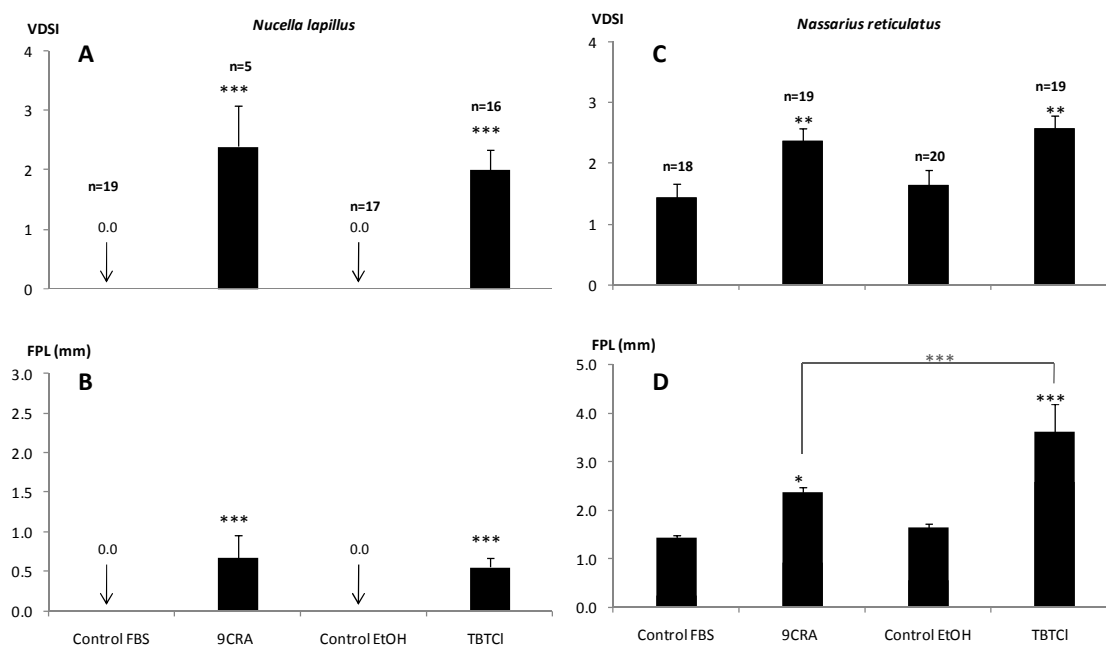 VDSI
Nucella lapillus
A
4
3
2
1
0
n=19
0.0
n=5
***
n=17
0.0
n=16
***
FPL (mm)
B
3.0
2.5
2.0
1.5
1.0
0.5
0.0
0.0
***
0.0
***
Control FBS
9CRA
Control EtOH
TBTCl
VDSI
Nassarius reticulatus
C
4
3
2
1
0
n=18
n=19
**
n=20
n=19
**
FPL (mm)
D
5.0
4.0
3.0
2.0
1.0
0.0
***
*
***
Control FBS
9CRA
Control EtOH
TBTCl